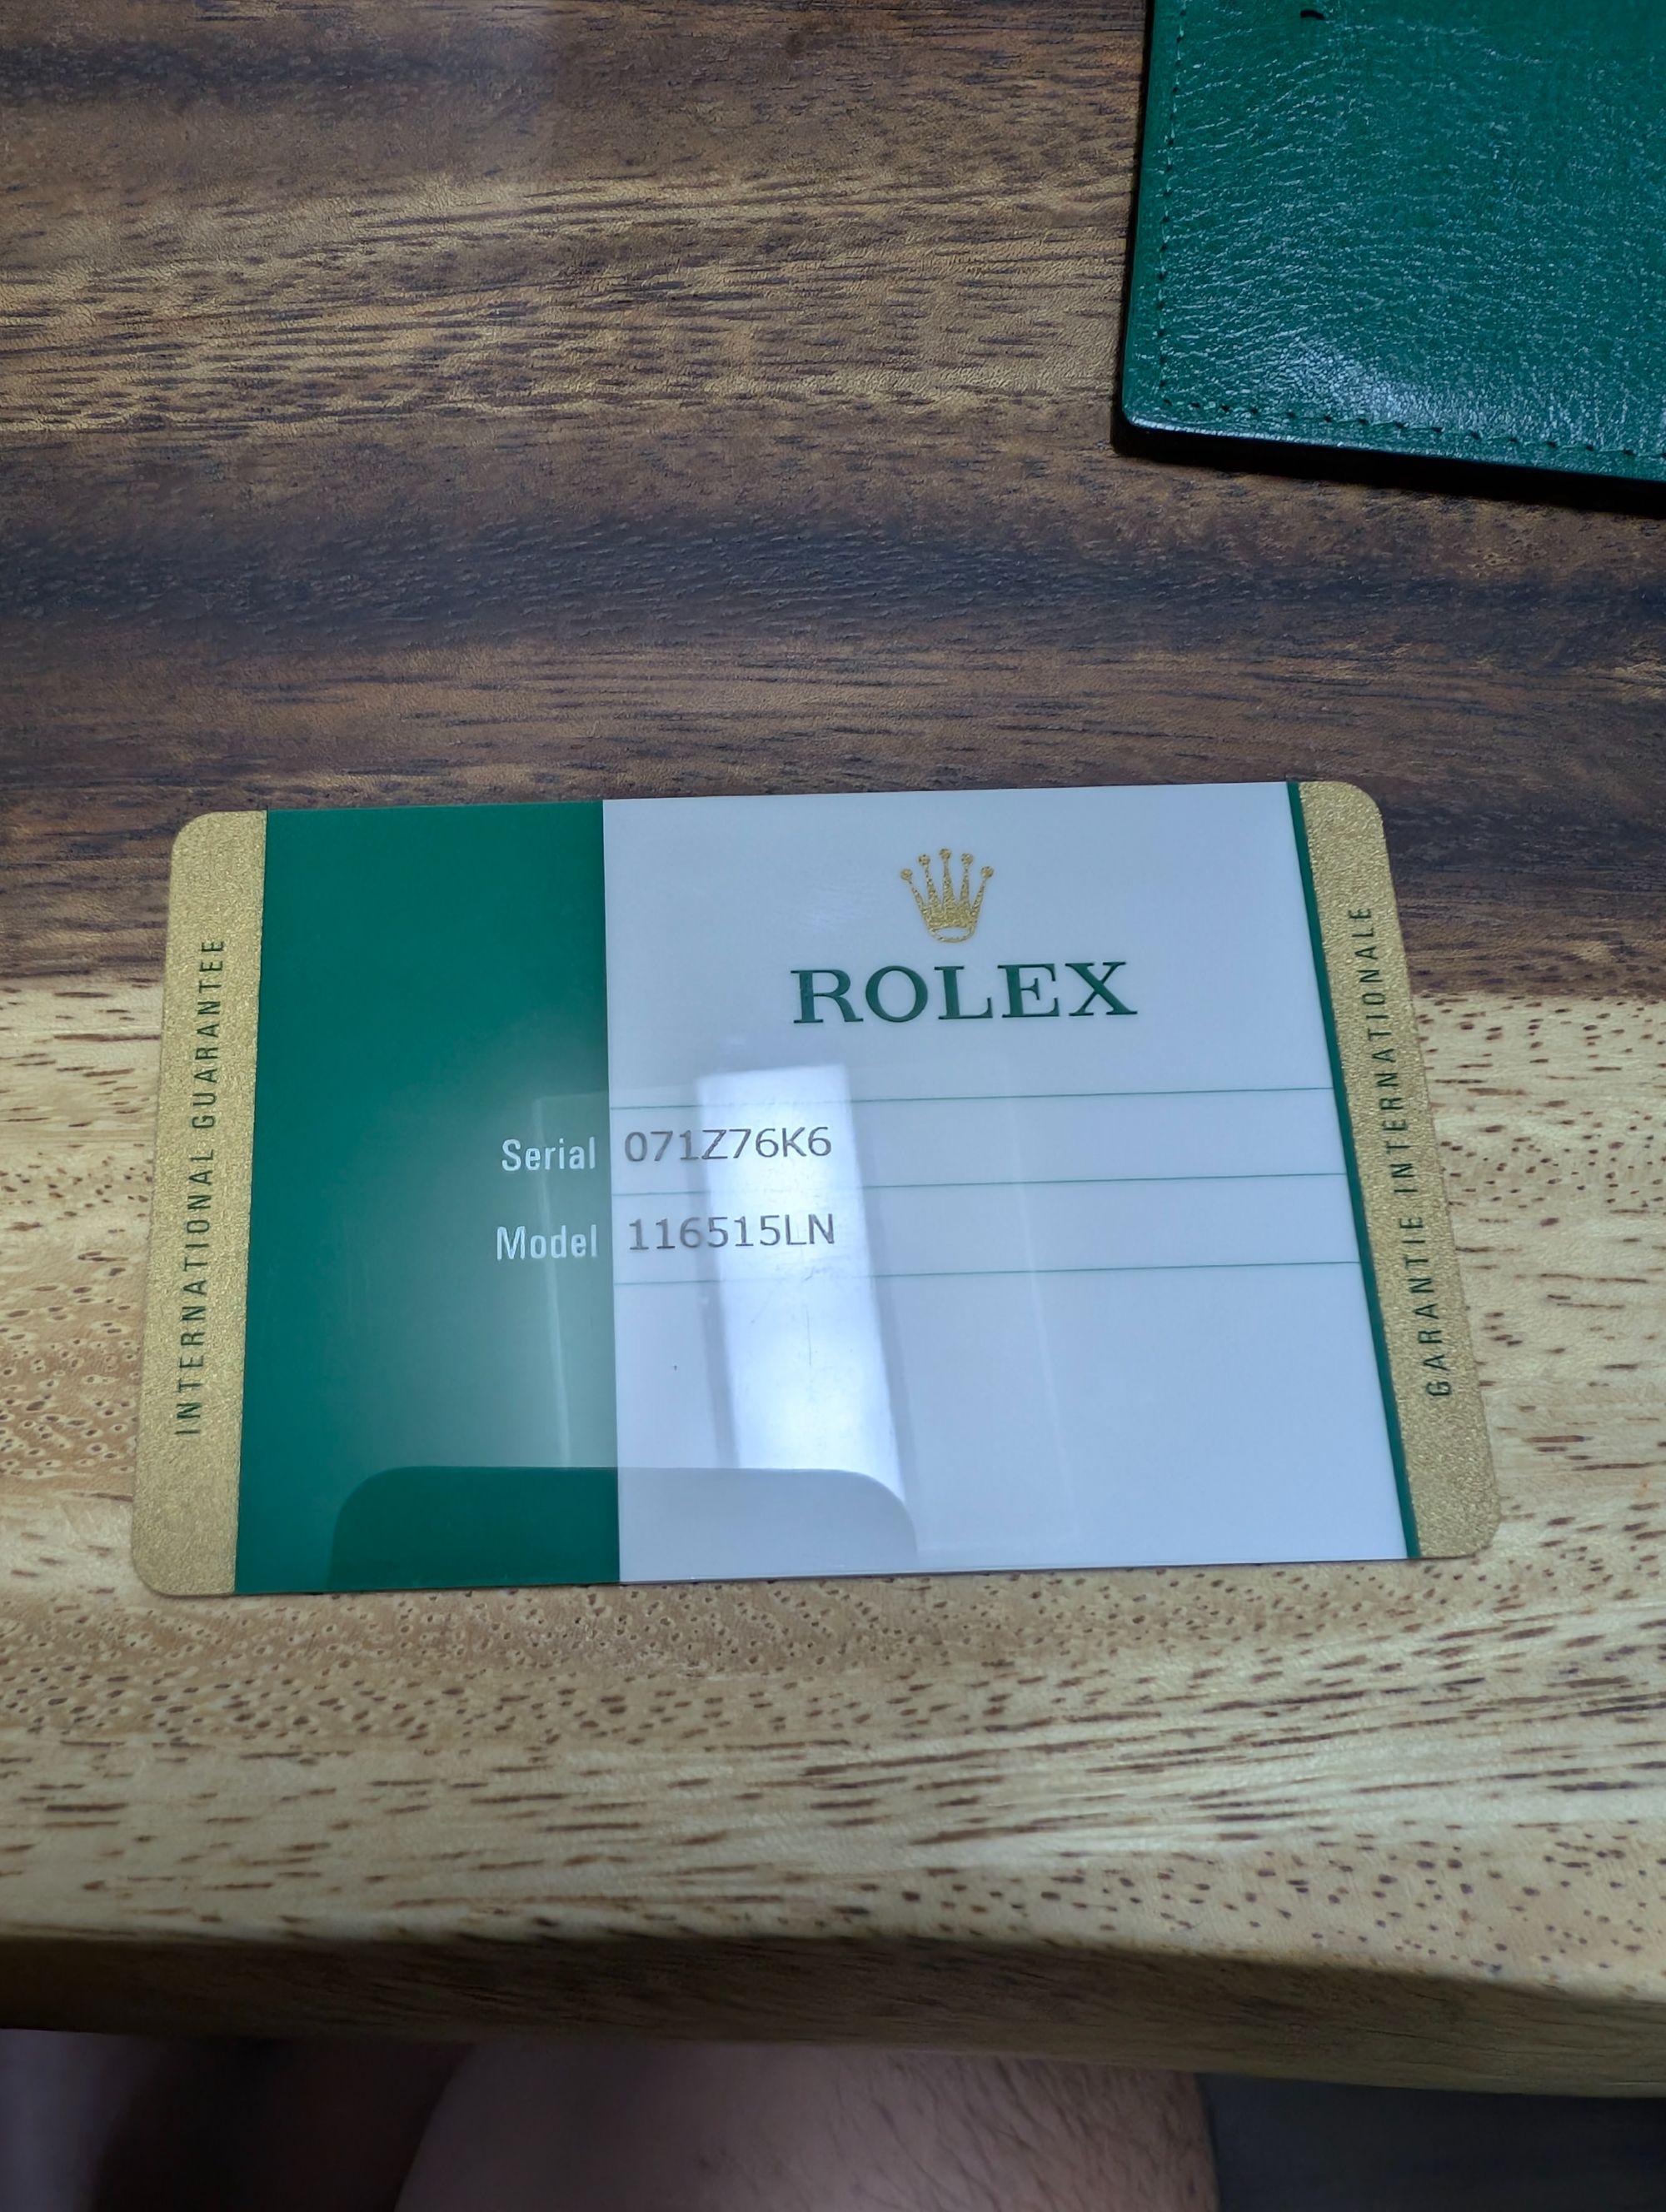 INTERNATIONAL GUARANTEE
ROLEX
Serial 071Z76K6
Model 116515LN
GARANTIE INTERNATIONALE